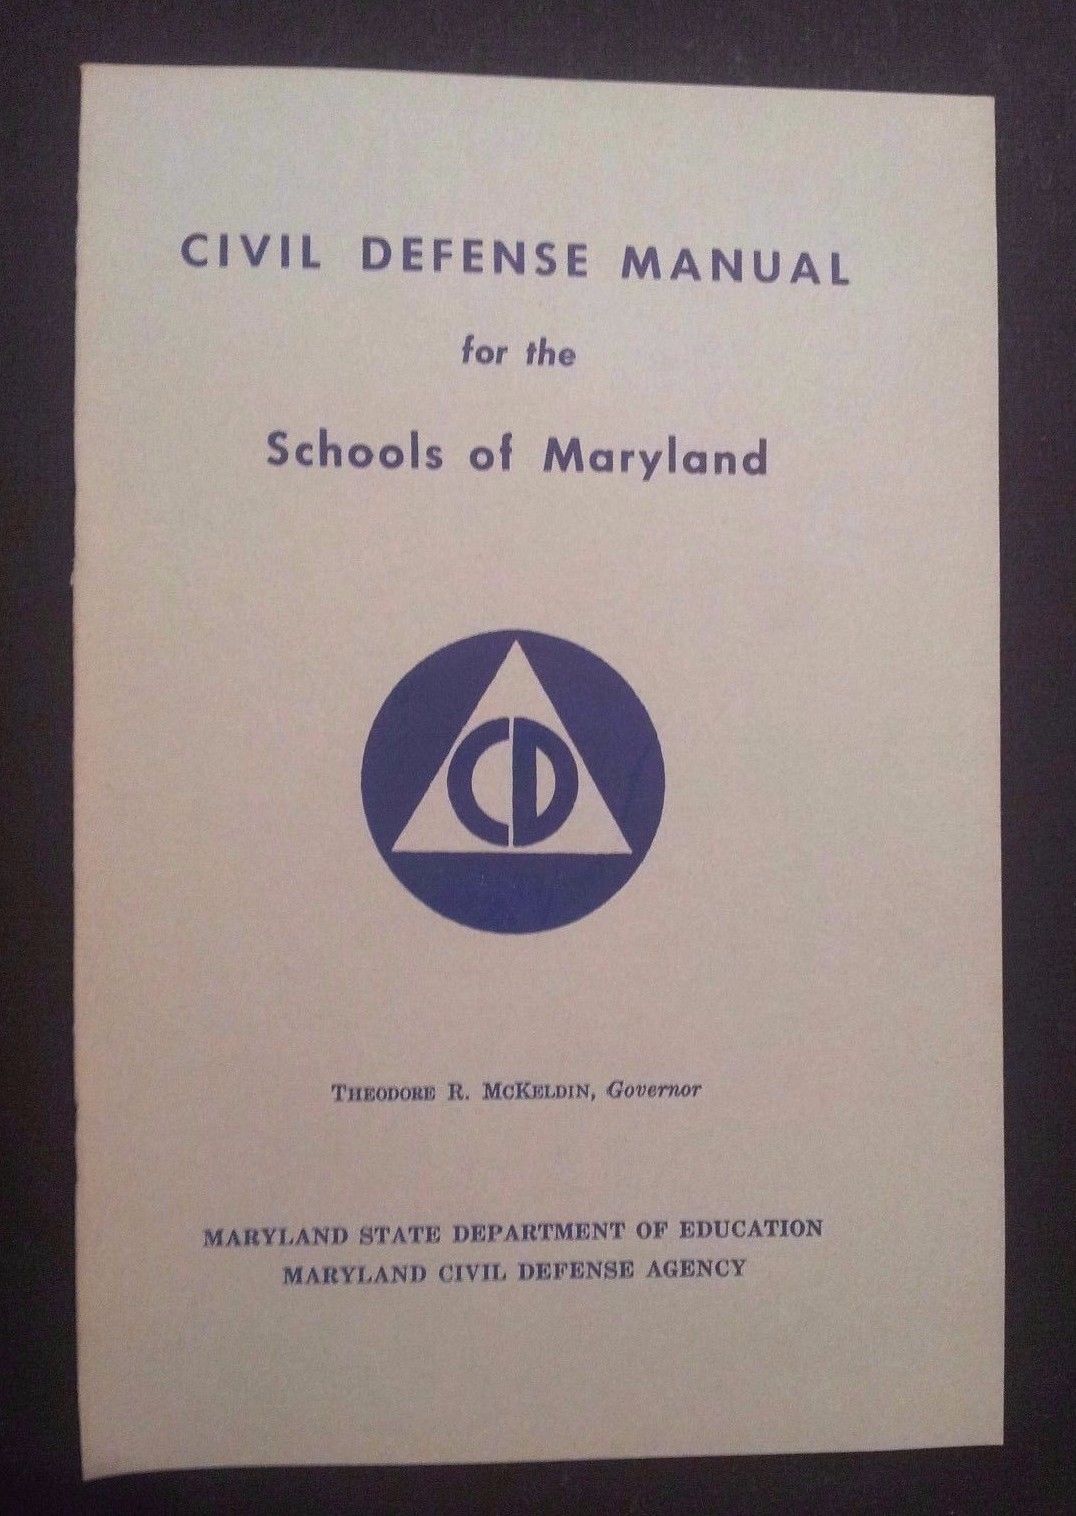 CIVIL DEFENSE MANUAL
for the
Schools of Maryland
CD
THEODORE R. MCKELDIN, Governor
MARYLAND STATE DEPARTMENT OF EDUCATION
MARYLAND CIVIL DEFENSE AGENCY